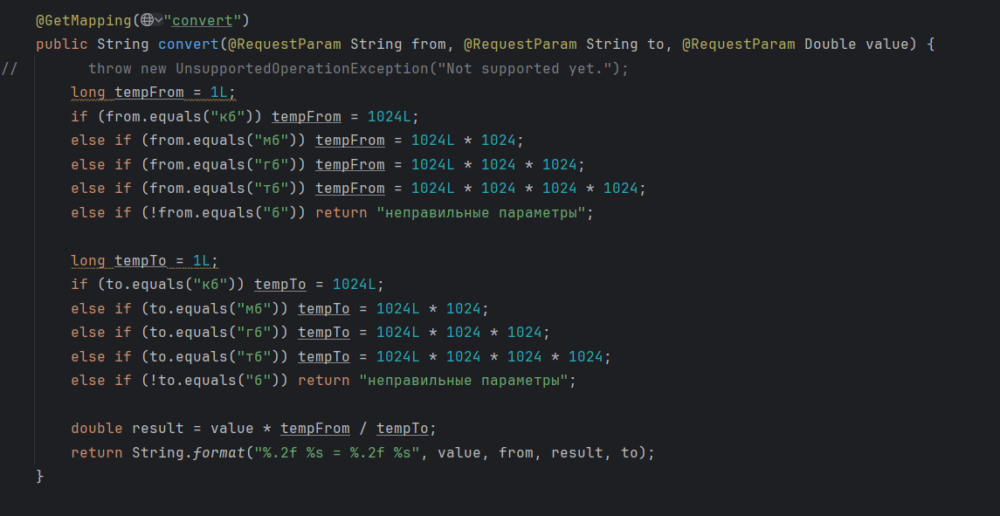 @GetMapping("convert")
public String convert(@RequestParam String from, @RequestParam String to, @RequestParam Double value) {
//        throw new UnsupportedOperationException("Not supported yet.");
    long tempFrom = 1L;
    if (from.equals("кб")) tempFrom = 1024L;
    else if (from.equals("мб")) tempFrom = 1024L * 1024;
    else if (from.equals("гб")) tempFrom = 1024L * 1024 * 1024;
    else if (from.equals("тб")) tempFrom = 1024L * 1024 * 1024 * 1024;
    else if (!from.equals("б")) return "неправильные параметры";

    long tempTo = 1L;
    if (to.equals("кб")) tempTo = 1024L;
    else if (to.equals("мб")) tempTo = 1024L * 1024;
    else if (to.equals("гб")) tempTo = 1024L * 1024 * 1024;
    else if (to.equals("тб")) tempTo = 1024L * 1024 * 1024 * 1024;
    else if (!to.equals("б")) return "неправильные параметры";

    double result = value * tempFrom / tempTo;
    return String.format("%.2f %s = %.2f %s", value, from, result, to);
}